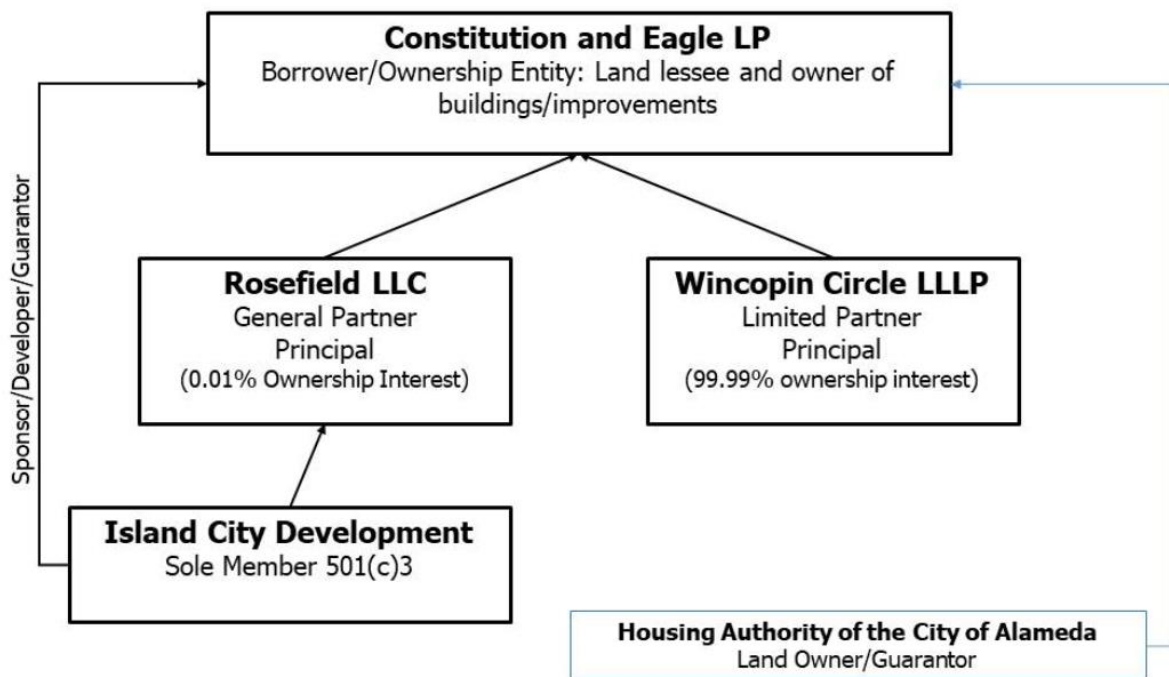 Constitution and Eagle LP
Borrower/Ownership Entity: Land lessee and owner of
buildings/improvements
Sponsor/Developer/Guarantor
Rosefield LLC
General Partner
Principal
(0.01% Ownership Interest)
Wincopin Circle LLLP
Limited Partner
Principal
(99.99% ownership interest)
Island City Development
Sole Member 501(c)3
Housing Authority of the City of Alameda
Land Owner/Guarantor